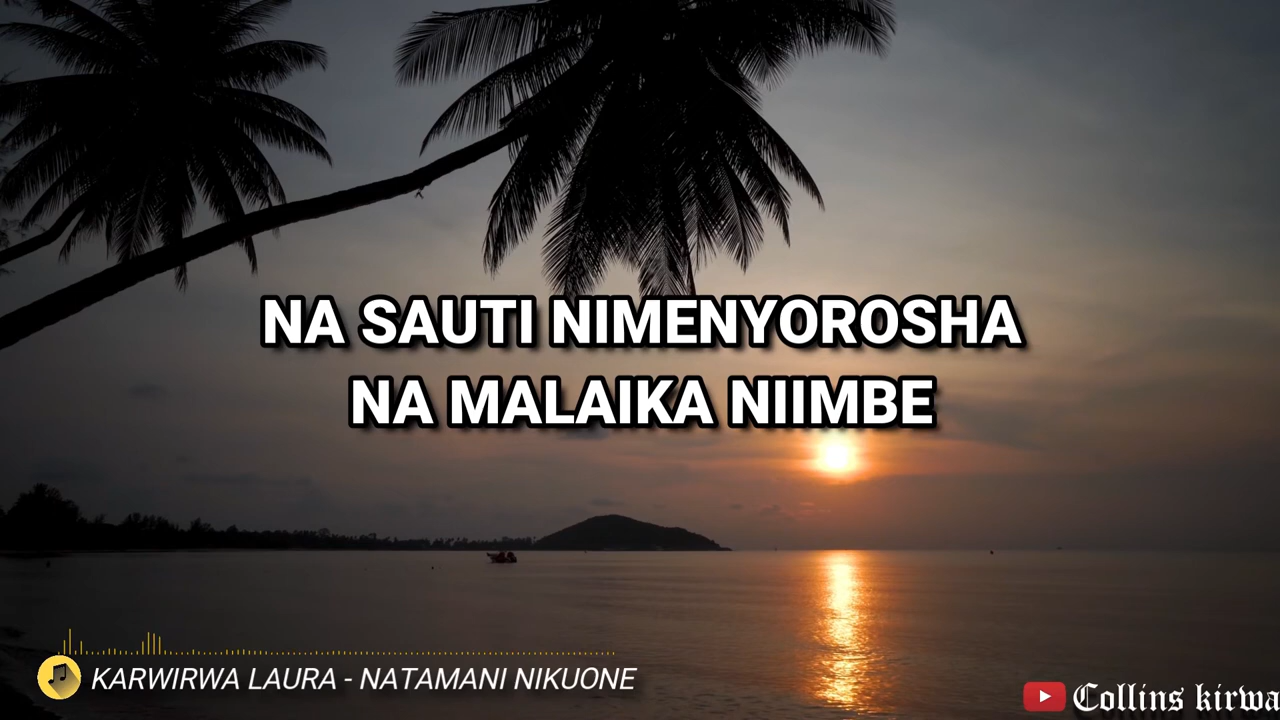 NA SAUTI NIMENYOROSHA
NA MALAIKA NIIMBE
KARWIRWA LAURA - NATAMANI NIKUONE
Collins kirwa